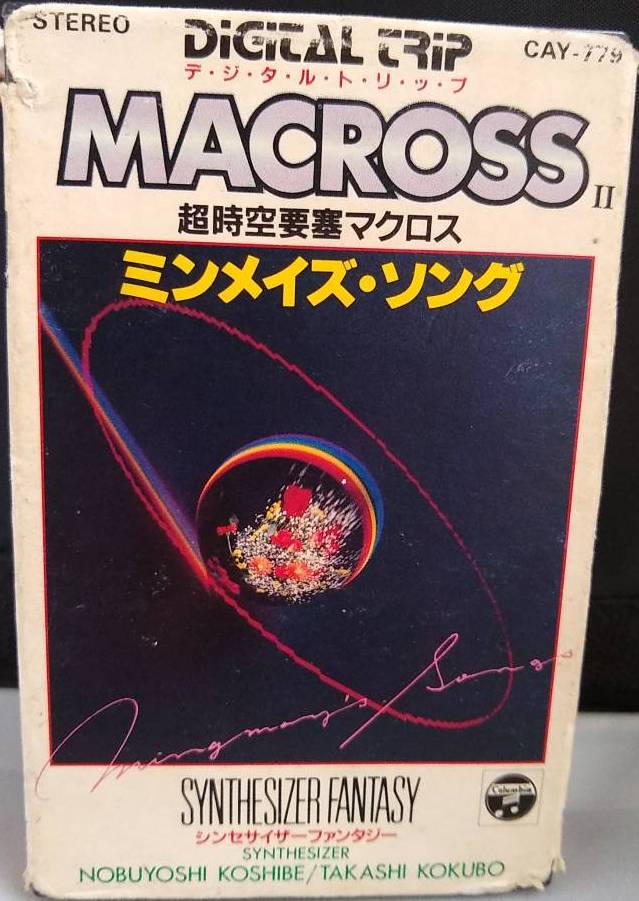 STEREO
DIGITAL TRIP
CAY-779
デ・ジ・タ・ル・ト・リ・ッ・プ
MACROSS II
超時空要塞マクロス
ミンメイズ・ソング
Minmay's Song
SYNTHESIZER FANTASY
シンセサイザーファンタジー
Columbia
SYNTHESIZER
NOBUYOSHI KOSHIBE/TAKASHI KOKUBO